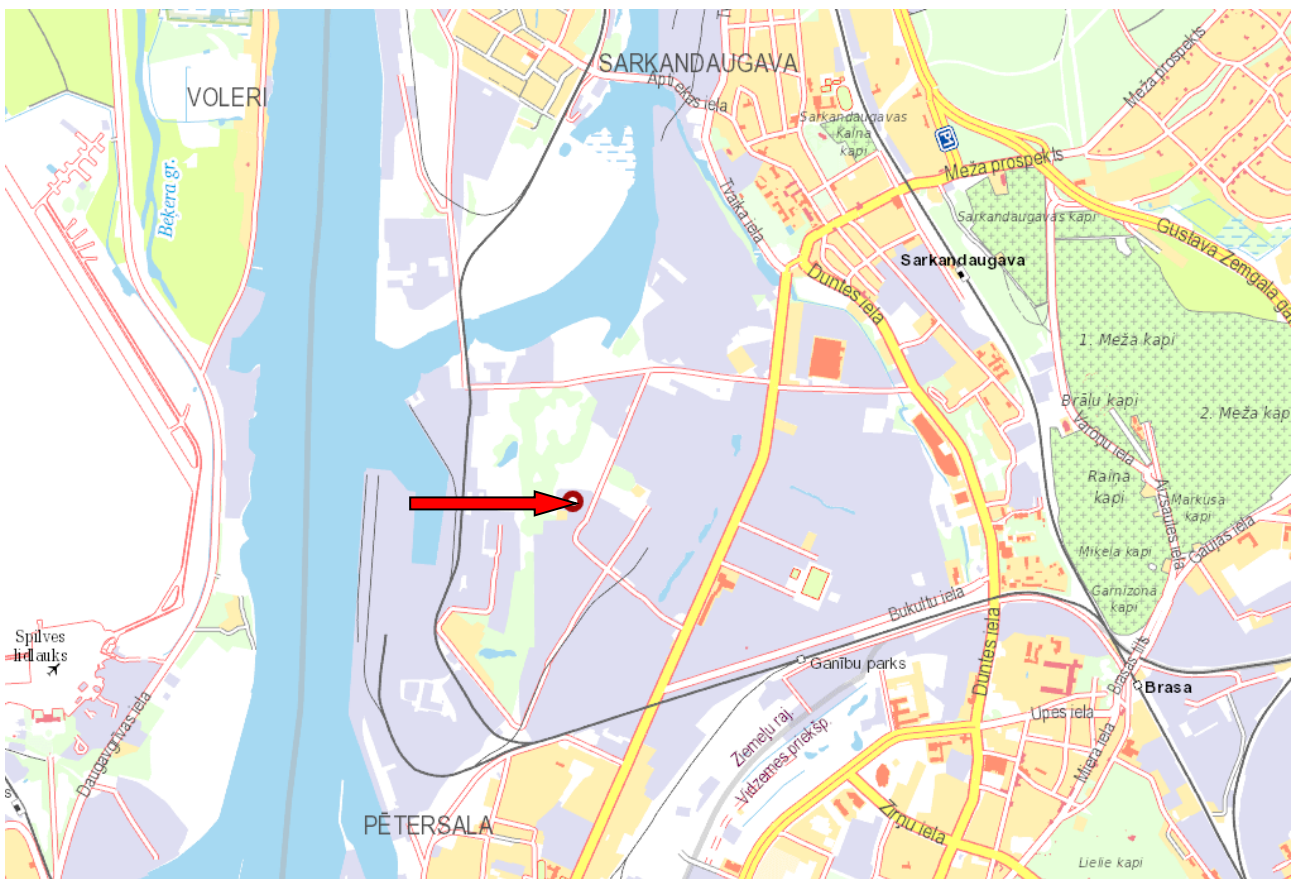 VOLERI
SARKANDAUGAVA
Aptiekas iela
Sarkandaugavas
Kalna
kapi
Meža prospekts
Meža prospekts
Beķera gr.
Tvaika iela
Sarkandaugavas kapi
Gustava Zemgala ga
Sarkandaugava
Duntes iela
1. Meža kapi
Brāļu kapi
2. Meža kap
Varoņu iela
Raiņa
kapi
Aizsaules iela
Markusa
kapi
Gaujas iela
Miķeļa kapi
Garnizona
kapi
Bukultu iela
Spilves
lidlauks
Ganību parks
Duntes iela
Brasas tilts
Brasa
Upes iela
Ziemeļu raj.
Vidzemes priekšp.
Miera iela
Daugavgrīvas iela
PĒTERSALA
Zirņu iela
Lielie kapi